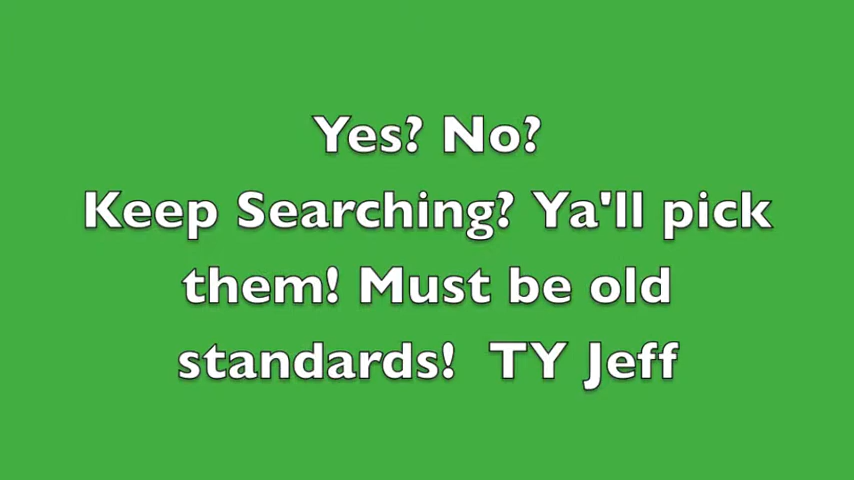 Yes? No?
Keep Searching? Ya'll pick
them! Must be old
standards!  TY Jeff